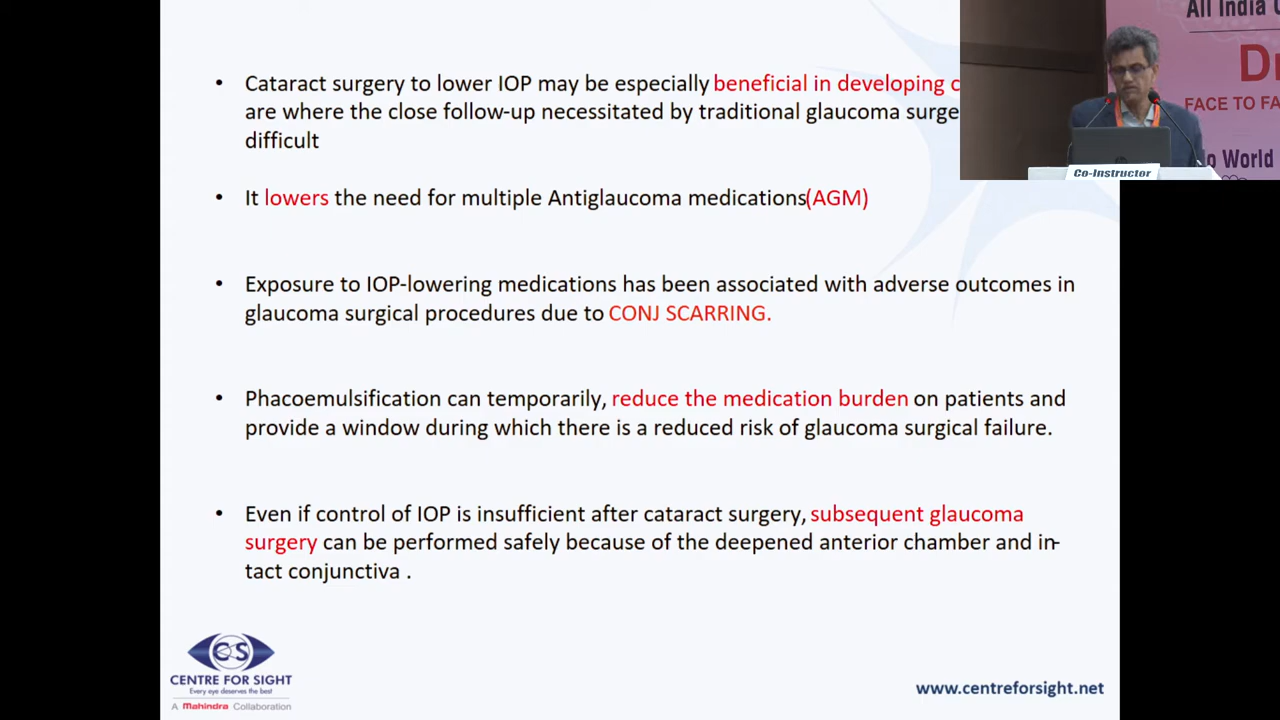 • Cataract surgery to lower IOP may be especially beneficial in developing
are where the close follow-up necessitated by traditional glaucoma
difficult
• It lowers the need for multiple Antiglaucoma medications(AGM)
• Exposure to IOP-lowering medications has been associated with adverse outcomes in
glaucoma surgical procedures due to CONJ SCARRING.
• Phacoemulsification can temporarily, reduce the medication burden on patients and
provide a window during which there is a reduced risk of glaucoma surgical failure.
• Even if control of IOP is insufficient after cataract surgery, subsequent glaucoma
surgery can be performed safely because of the deepened anterior chamber and in-
tact conjunctiva .
All India
FACE TO
World
Co-Instructor
CS
CENTRE FOR SIGHT
Every eye deserves the best
A Mahindra Collaboration
www.centreforsight.net